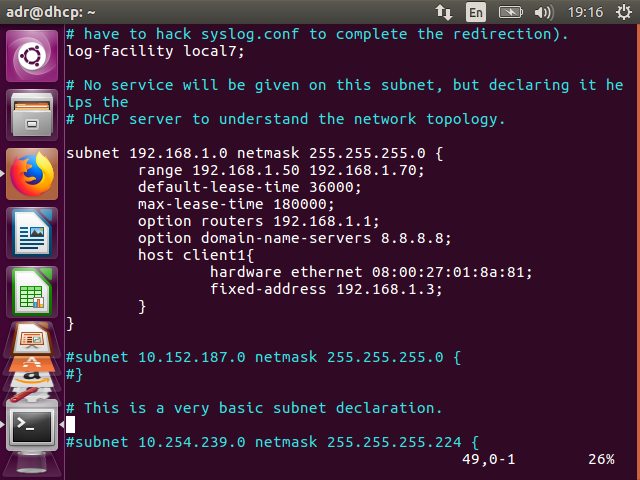 adr@dhcp: ~
En
19:16
# have to hack syslog.conf to complete the redirection).
log-facility local7;
# No service will be given on this subnet, but declaring it he
lps the
# DHCP server to understand the network topology.
subnet 192.168.1.0 netmask 255.255.255.0 {
range 192.168.1.50 192.168.1.70;
default-lease-time 36000;
max-lease-time 180000;
option routers 192.168.1.1;
option domain-name-servers 8.8.8.8;
host client1{
hardware ethernet 08:00:27:01:8a:81;
fixed-address 192.168.1.3;
}
}
#subnet 10.152.187.0 netmask 255.255.255.0 {
#}
# This is a very basic subnet declaration.
#subnet 10.254.239.0 netmask 255.255.255.224 {
49,0-1 26%